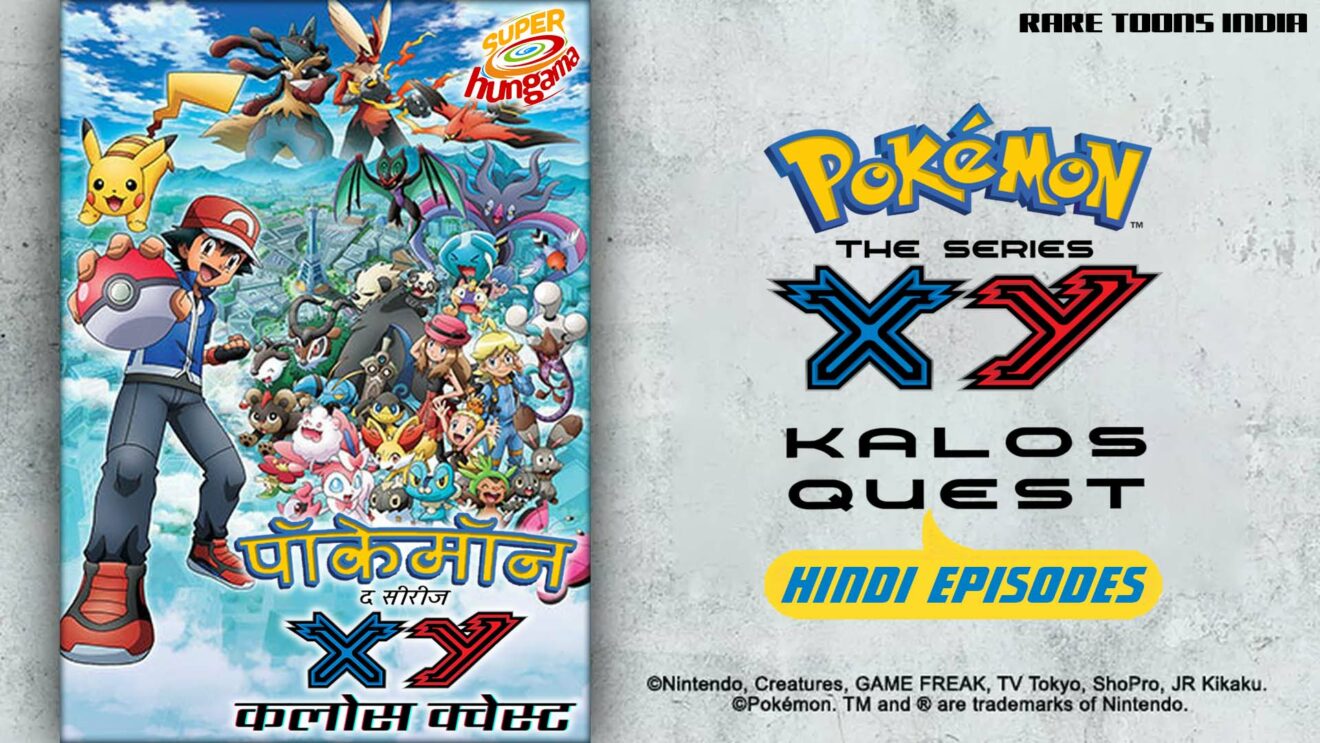 SUPER
hungama
पॉकेमॉन
द सीरीज
XY
कलोस क्वेस्ट
RARE TOONS INDIA
POKéMON
TM
THE SERIES
XY
KALOS
QUEST
HINDI EPISODES
©Nintendo, Creatures, GAME FREAK, TV Tokyo, ShoPro, JR Kikaku.
©Pokémon. TM and ® are trademarks of Nintendo.